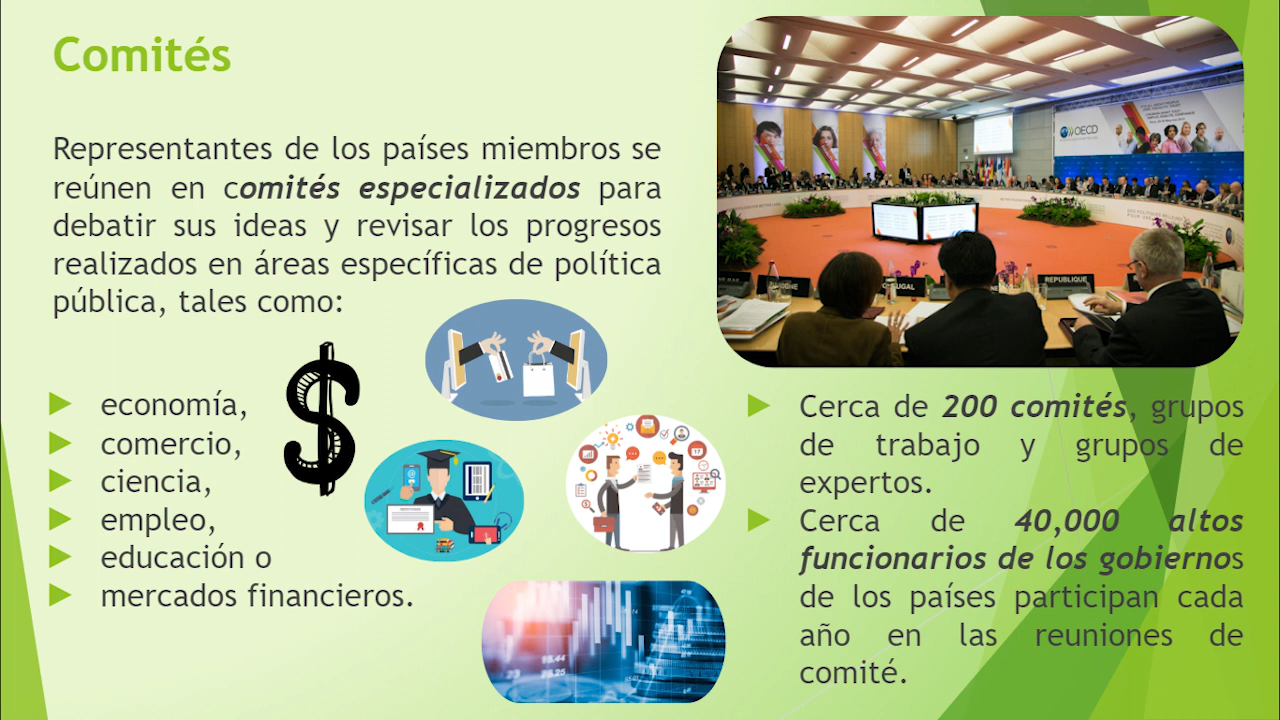 Comités
Representantes de los países miembros se
reúnen en comités especializados para
debatir sus ideas y revisar los progresos
realizados en áreas específicas de política
pública, tales como:
economía,
comercio,
ciencia,
empleo,
educación o
mercados financieros.
OECD
REPUBLIQUE
Cerca de 200 comités, grupos
de trabajo y grupos de
expertos.
Cerca de 40,000 altos
funcionarios de los gobiernos
de los países participan cada
año en las reuniones de
comité.
$
17